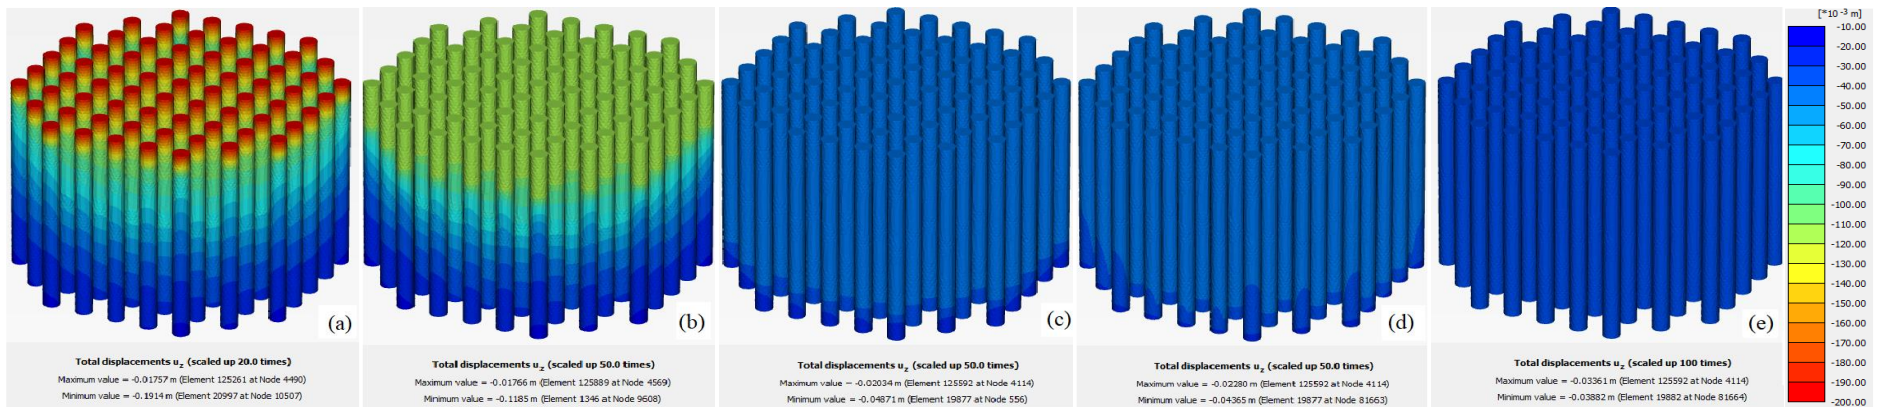 (a)
Total displacements uz (scaled up 20.0 times)
Maximum value = -0.01757 m (Element 125261 at Node 4490)
Minimum value = -0.1914 m (Element 20997 at Node 10507)
(b)
Total displacements uz (scaled up 50.0 times)
Maximum value = -0.01766 m (Element 125889 at Node 4569)
Minimum value = -0.1185 m (Element 1346 at Node 9608)
(c)
Total displacements uz (scaled up 50.0 times)
Maximum value = -0.02034 m (Element 125592 at Node 4114)
Minimum value = -0.04871 m (Element 19877 at Node 556)
(d)
Total displacements uz (scaled up 50.0 times)
Maximum value = -0.02280 m (Element 125592 at Node 4114)
Minimum value = -0.04365 m (Element 19877 at Node 81663)
(e)
Total displacements uz (scaled up 100 times)
Maximum value = -0.03361 m (Element 125592 at Node 4114)
Minimum value = -0.03882 m (Element 19882 at Node 81664)
[*10⁻³ m]
-10.00
-20.00
-30.00
-40.00
-50.00
-60.00
-70.00
-80.00
-90.00
-100.00
-110.00
-120.00
-130.00
-140.00
-150.00
-160.00
-170.00
-180.00
-190.00
-200.00